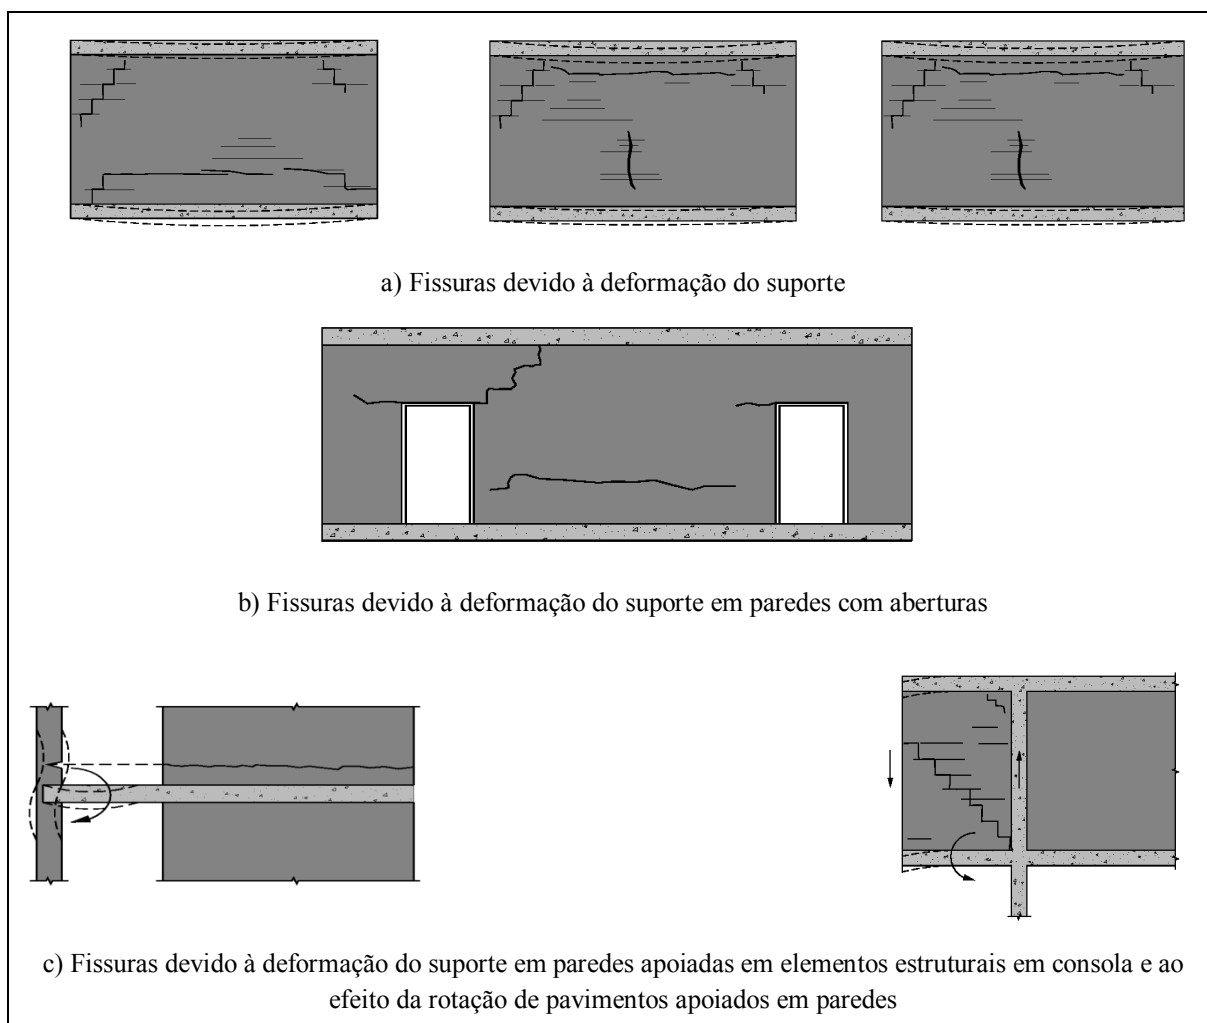 a) Fissuras devido à deformação do suporte
b) Fissuras devido à deformação do suporte em paredes com aberturas
c) Fissuras devido à deformação do suporte em paredes apoiadas em elementos estruturais em consola e ao
efeito da rotação de pavimentos apoiados em paredes